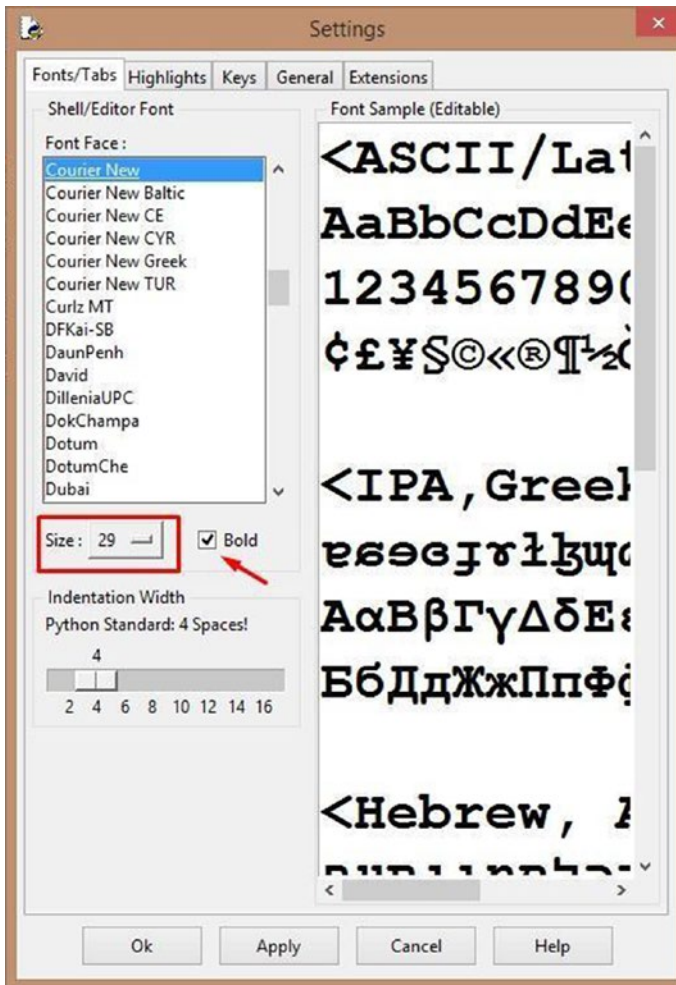 Settings
Fonts/Tabs Highlights Keys General Extensions
Shell/Editor Font
Font Face :
Courier New
Courier New Baltic
Courier New CE
Courier New CYR
Courier New Greek
Courier New TUR
Curlz MT
DFKai-SB
DaunPenh
David
DilleniaUPC
DokChampa
Dotum
DotumChe
Dubai
Size : 29
Bold
Indentation Width
Python Standard: 4 Spaces!
4
2 4 6 8 10 12 14 16
Font Sample (Editable)
<ASCII/Lat
AaBbCcDdEe
1234567890
¢£¥§©«®¶½
<IPA,Greek
AαBβΓγΔδEε
БбДдЖжПпФф
<Hebrew,
Ok Apply Cancel Help